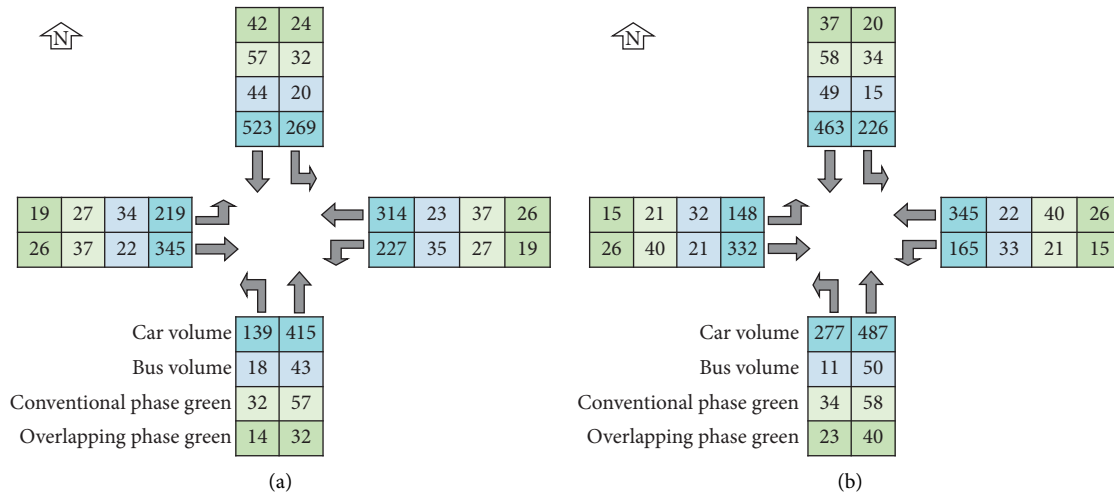 N
42 24
57 32
44 20
523 269
19 27 34 219
26 37 22 345
314 23 37 26
227 35 27 19
Car volume 139 415
Bus volume 18 43
Conventional phase green 32 57
Overlapping phase green 14 32
(a)
N
37 20
58 34
49 15
463 226
15 21 32 148
26 40 21 332
345 22 40 26
165 33 21 15
Car volume 277 487
Bus volume 11 50
Conventional phase green 34 58
Overlapping phase green 23 40
(b)